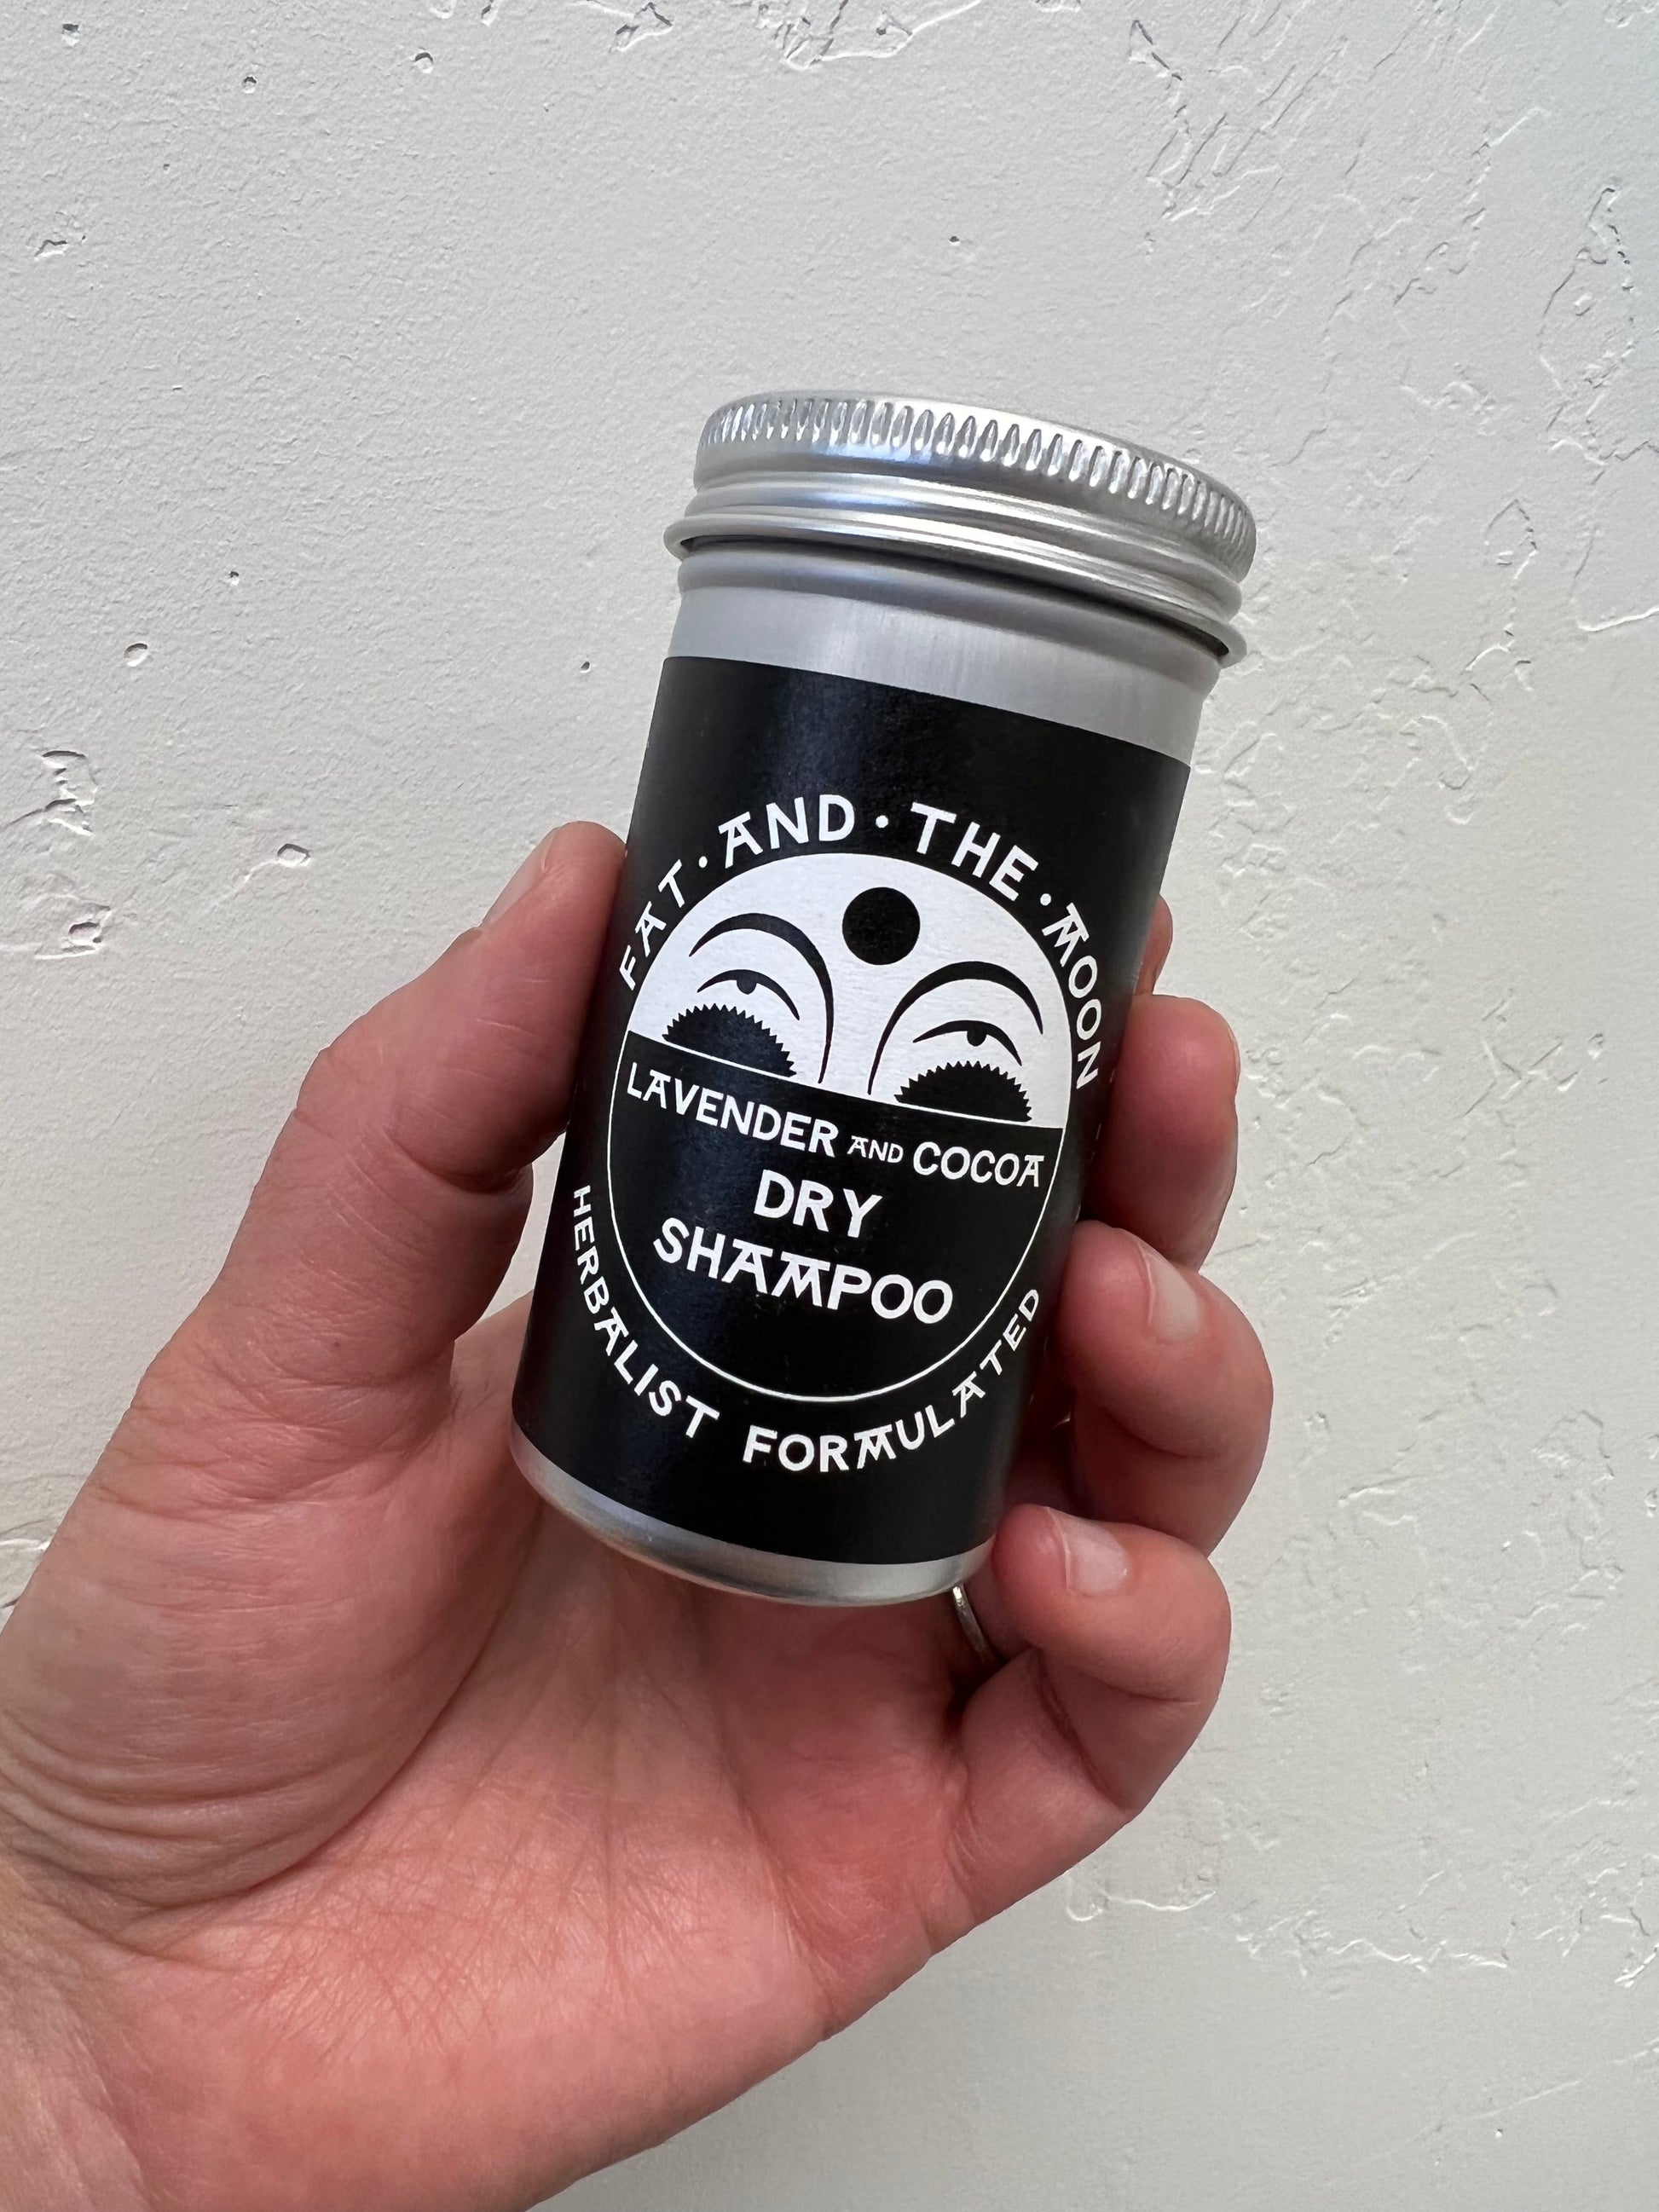 FAT · AND · THE · MOON
LAVENDER AND COCOA
DRY
SHAMPOO
HERBALIST FORMULATED